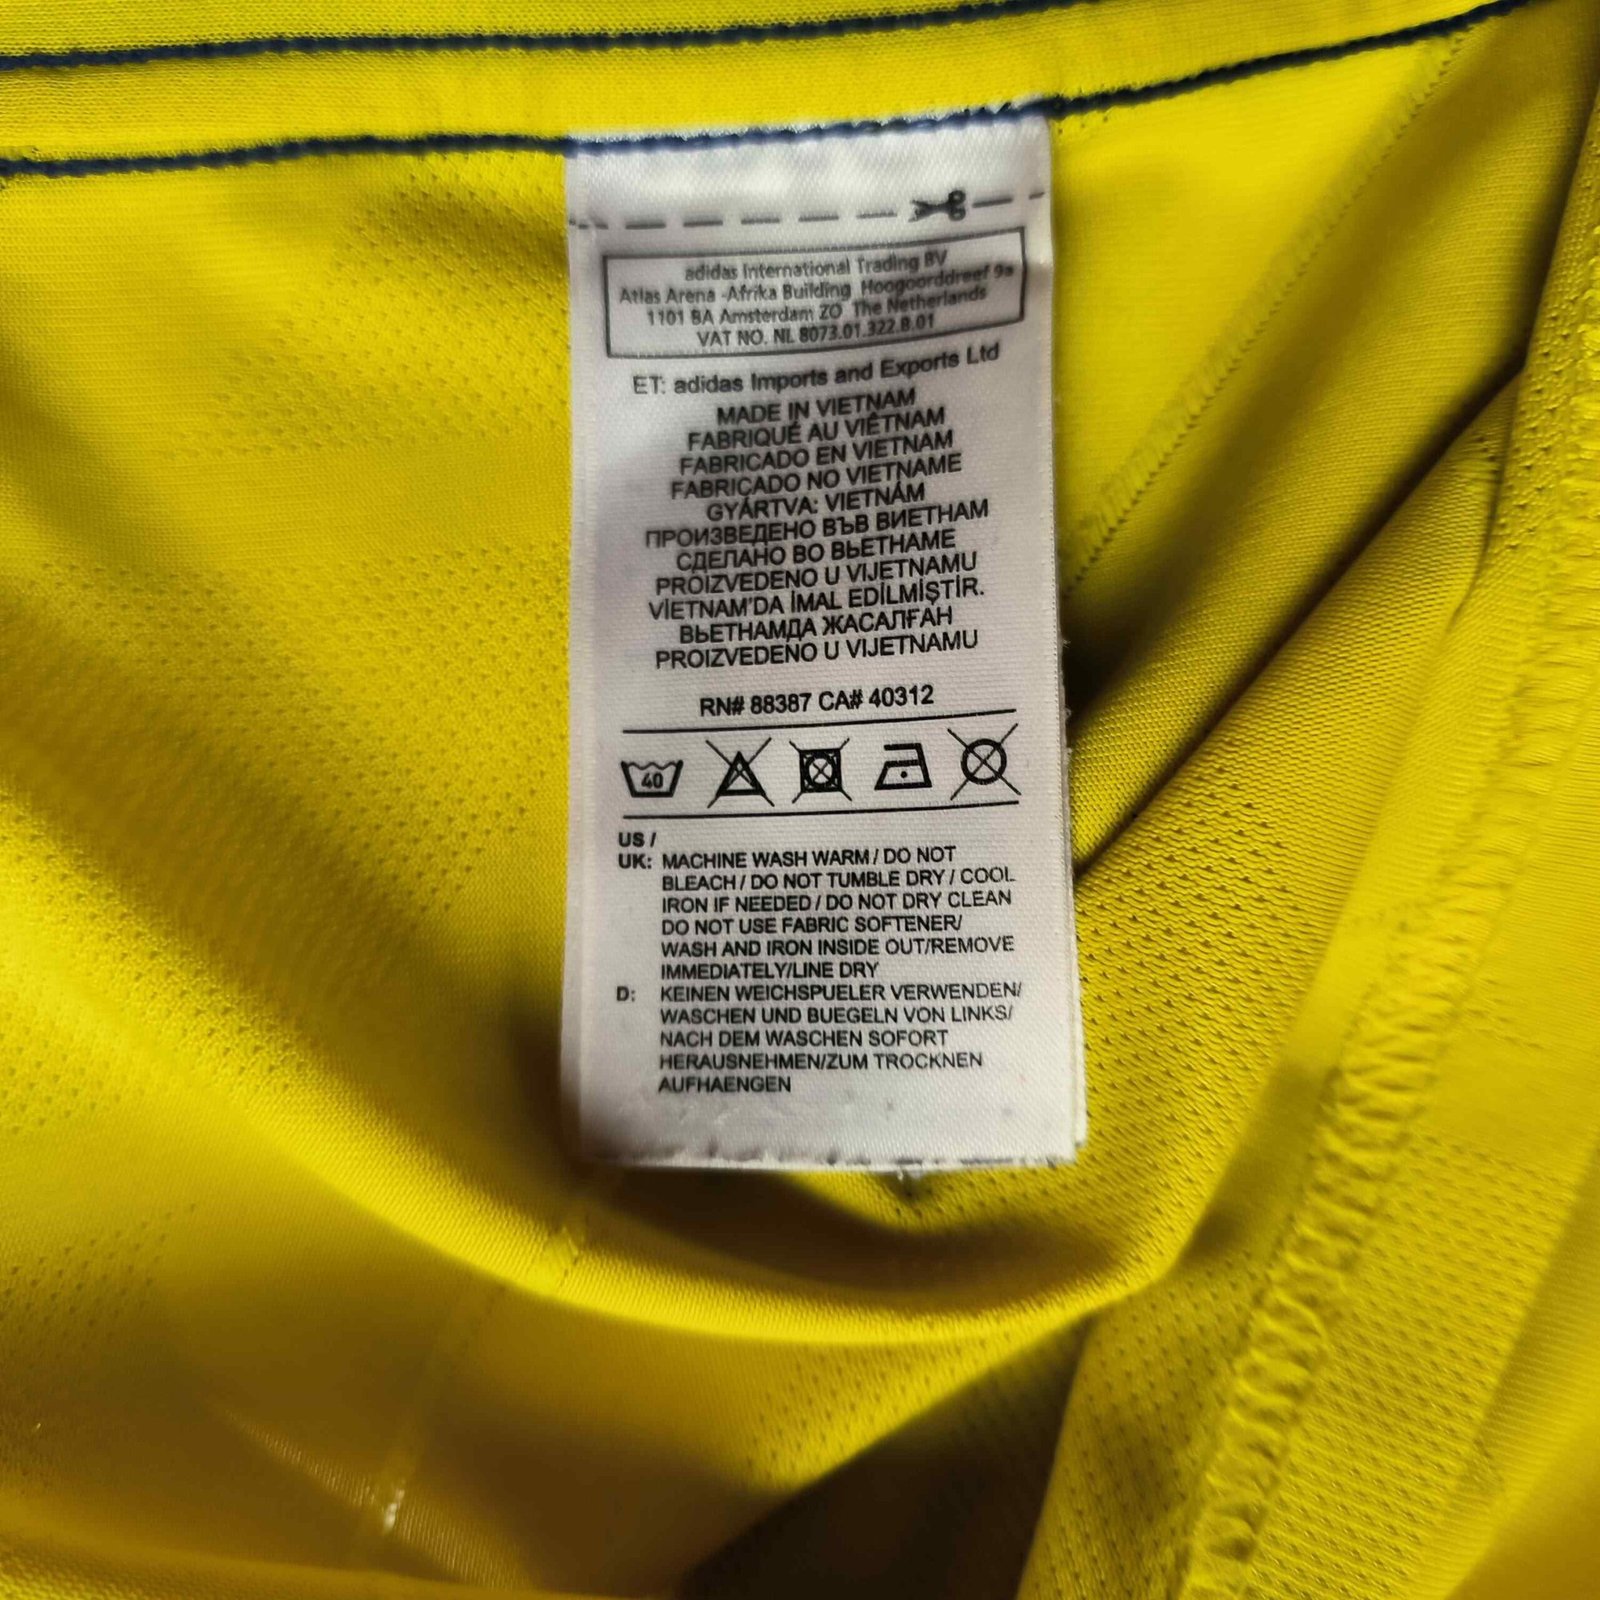 adidas International Trading BV
Atlas Arena -Afrika Building Hoogoorddreef 9a
1101 BA Amsterdam ZO The Netherlands
VAT NO. NL 8073.01.322.B.01
ET: adidas Imports and Exports Ltd
MADE IN VIETNAM
FABRIQUÉ AU VIÊTNAM
FABRICADO EN VIETNAM
FABRICADO NO VIETNAME
GYÁRTVA: VIETNÁM
ПРОИЗВЕДЕНО ВЪВ ВИЕТНАМ
СДЕЛАНО ВО ВЬЕТНАМЕ
PROIZVEDENO U VIJETNAMU
VİETNAM'DA İMAL EDİLMİŞTİR.
ВЬЕТНАМДА ЖАСАЛҒАН
PROIZVEDENO U VIJETNAMU
RN# 88387 CA# 40312
40
US /
UK: MACHINE WASH WARM / DO NOT
BLEACH / DO NOT TUMBLE DRY / COOL
IRON IF NEEDED / DO NOT DRY CLEAN
DO NOT USE FABRIC SOFTENER/
WASH AND IRON INSIDE OUT/REMOVE
IMMEDIATELY/LINE DRY
D: KEINEN WEICHSPUELER VERWENDEN/
WASCHEN UND BUEGELN VON LINKS/
NACH DEM WASCHEN SOFORT
HERAUSNEHMEN/ZUM TROCKNEN
AUFHAENGEN